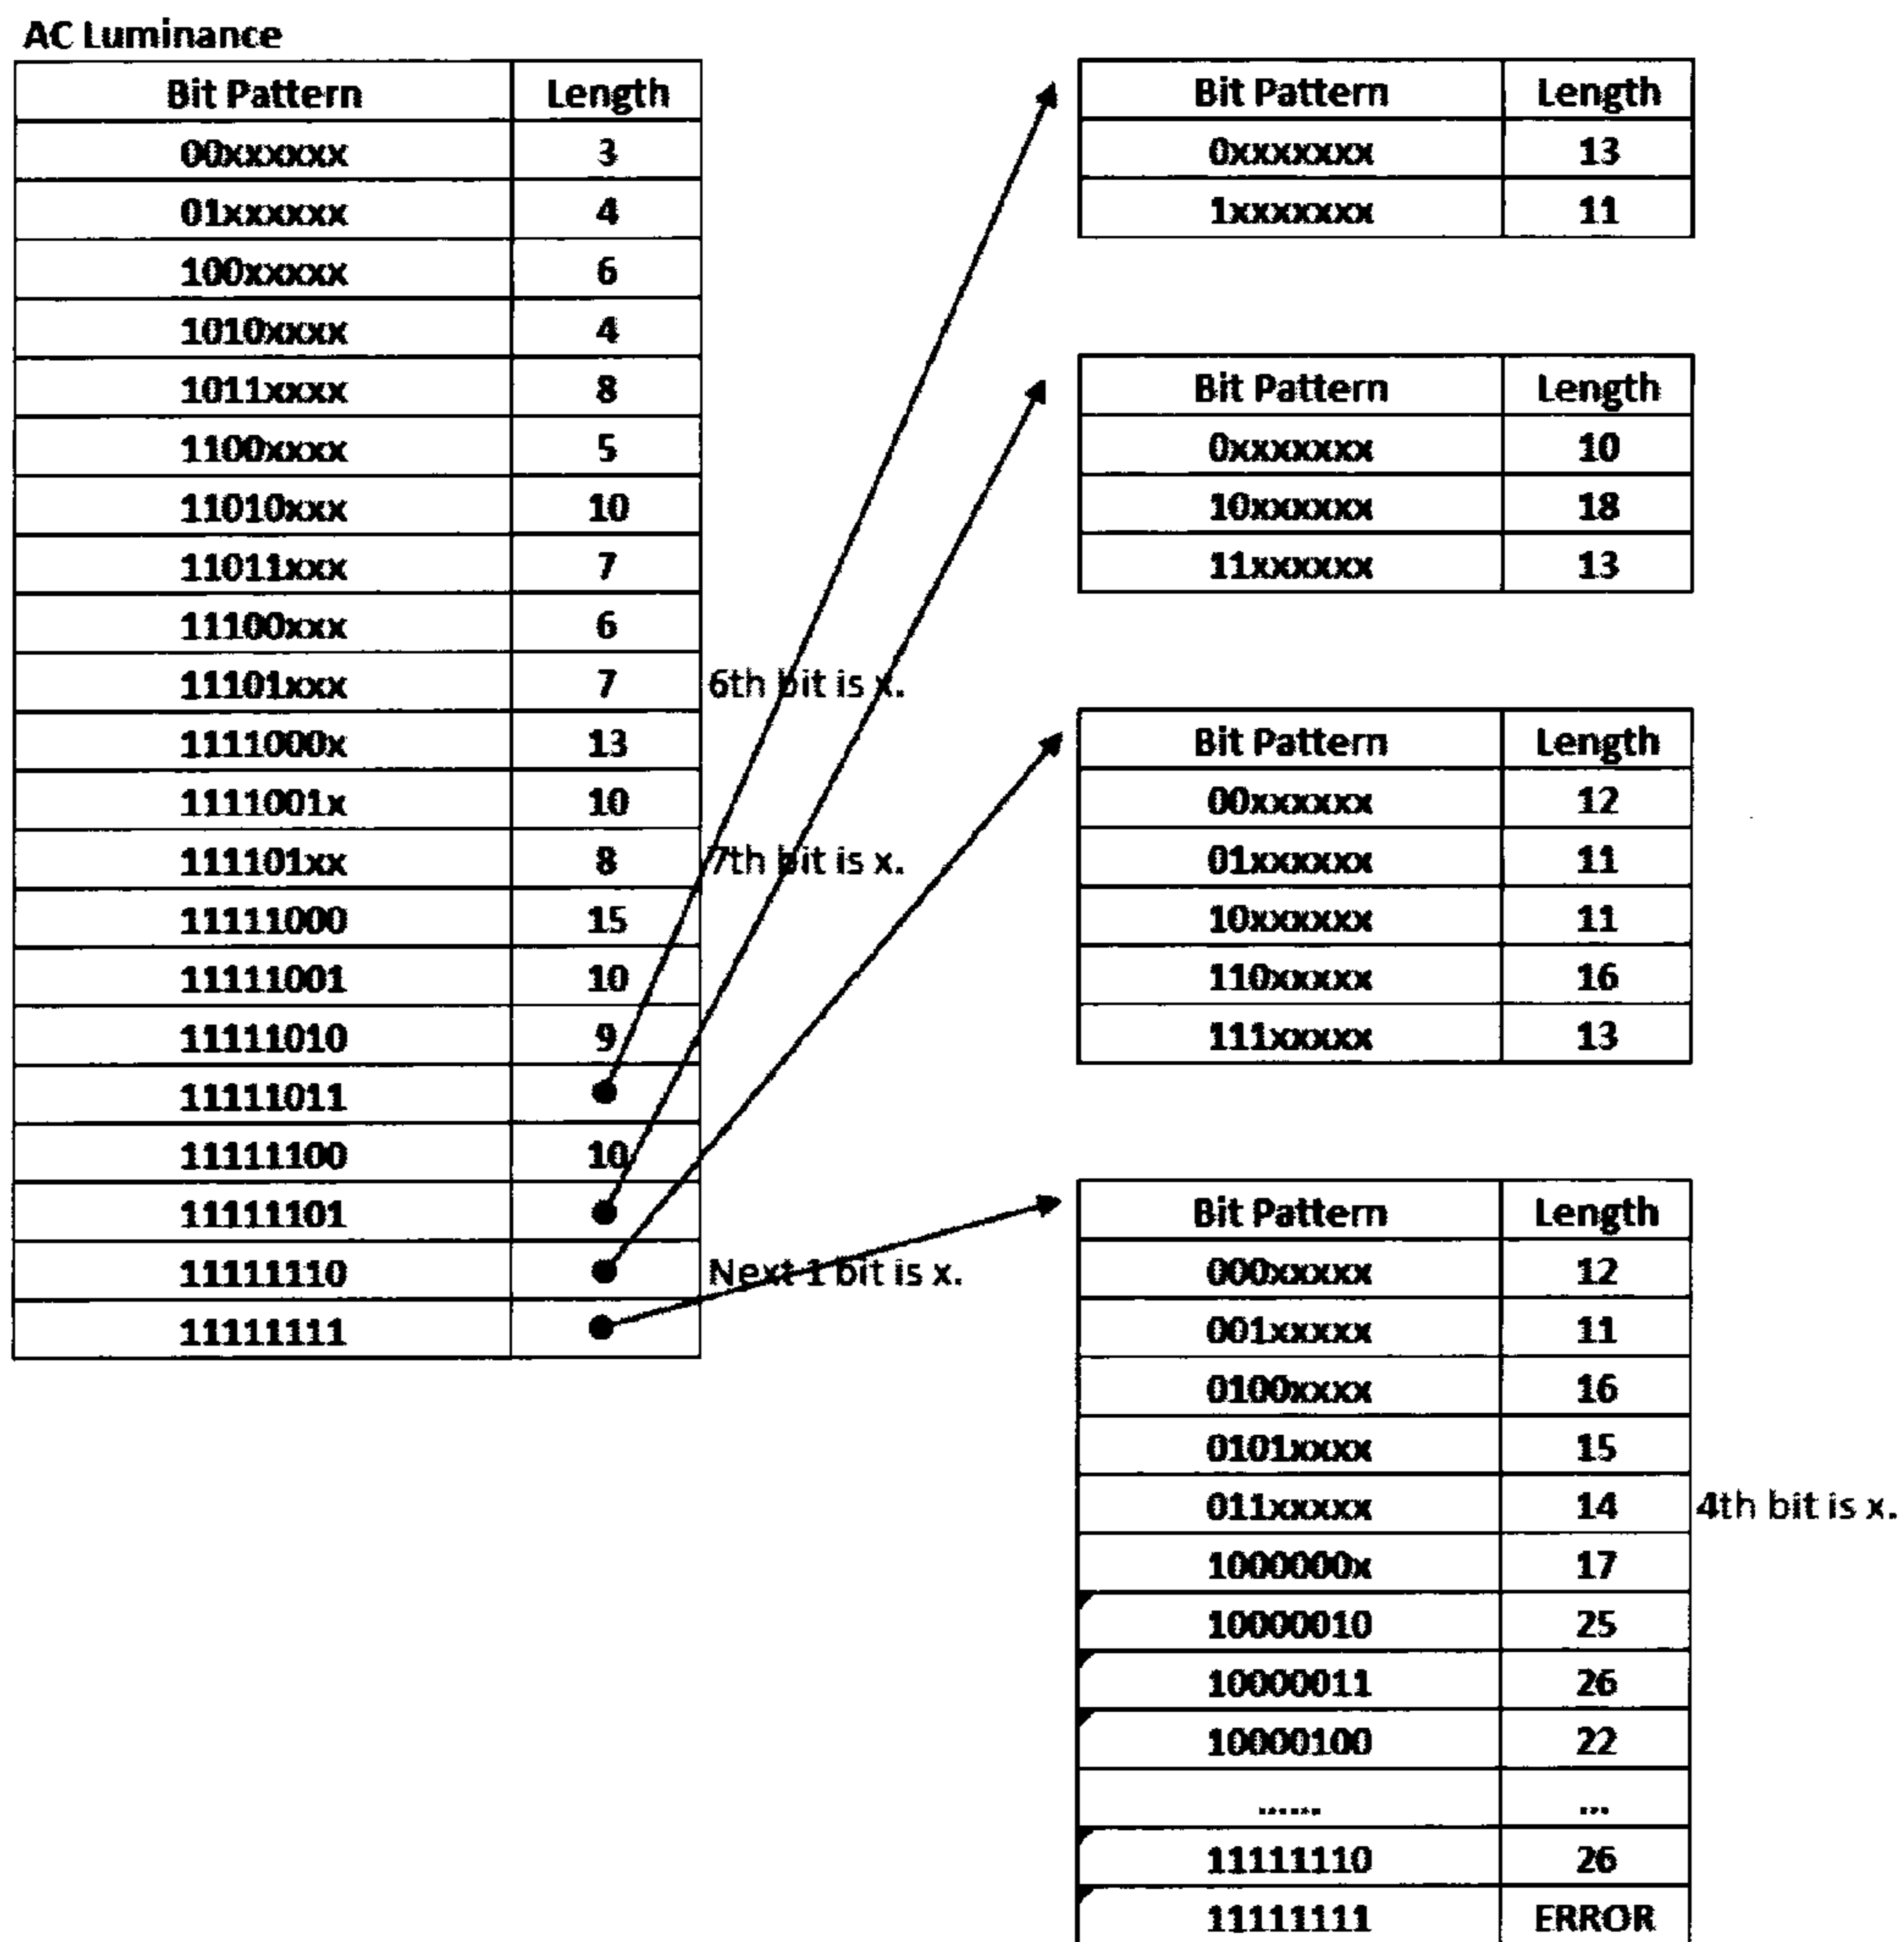 AC Luminance
Bit Pattern Length
00xxxxxx 3
01xxxxxx 4
100xxxxx 6
1010xxxx 4
1011xxxx 8
1100xxxx 5
11010xxx 10
11011xxx 7
11100xxx 6
11101xxx 7 6th bit is x.
1111000x 13
1111001x 10
111101xx 8 7th bit is x.
11111000 15
11111001 10
11111010 9
11111011
11111100 10
11111101
11111110 Next 1 bit is x.
11111111
Bit Pattern Length
0xxxxxxx 13
1xxxxxxx 11
Bit Pattern Length
0xxxxxxx 10
10xxxxxx 18
11xxxxxx 13
Bit Pattern Length
00xxxxxx 12
01xxxxxx 11
10xxxxxx 11
110xxxxx 16
111xxxxx 13
Bit Pattern Length
000xxxxx 12
001xxxxx 11
0100xxxx 16
0101xxxx 15
011xxxxx 14 4th bit is x.
1000000x 17
10000010 25
10000011 26
10000100 22
...... ...
11111110 26
11111111 ERROR